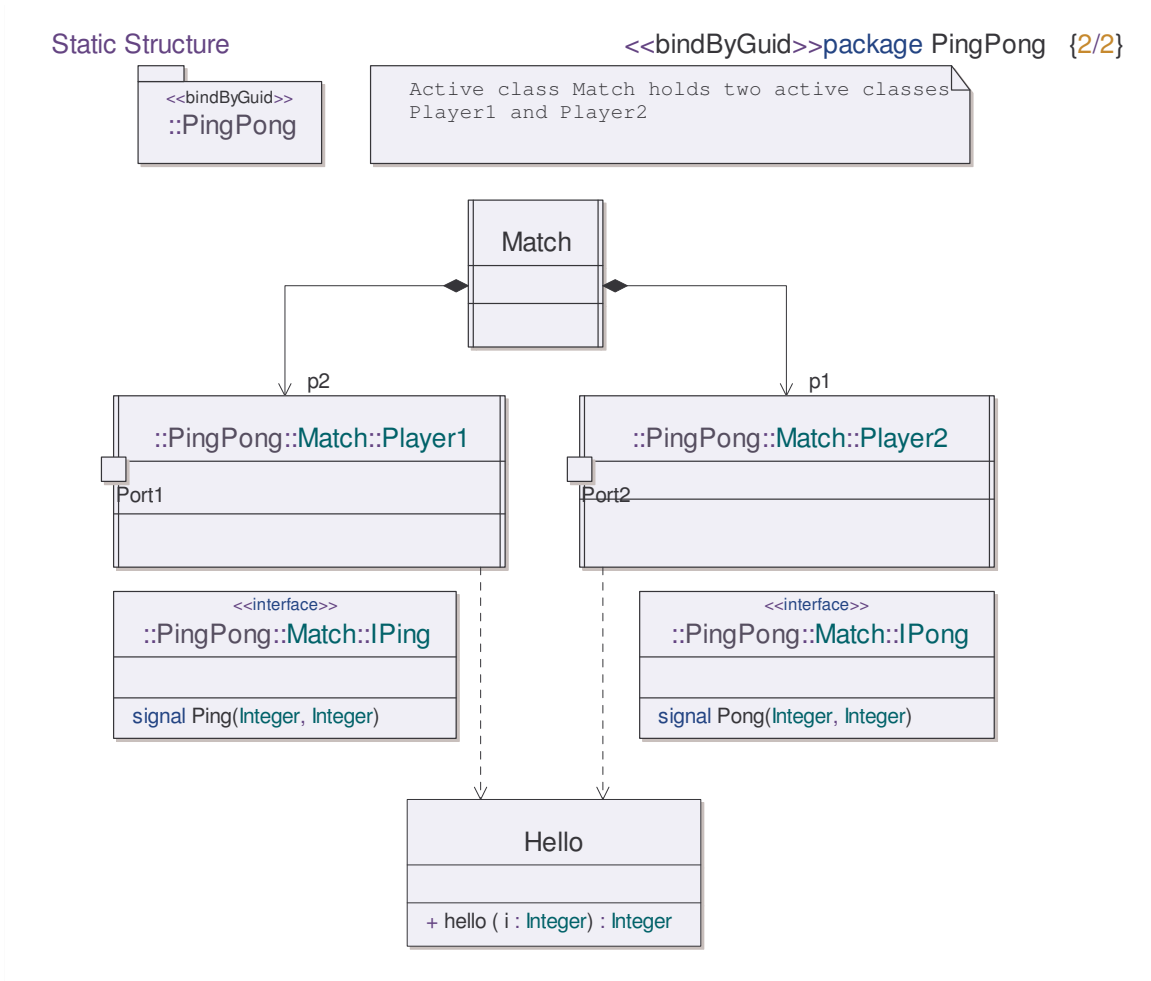 Static Structure
<<bindByGuid>>package PingPong {2/2}
<<bindByGuid>>
::PingPong
Active class Match holds two active classes
Player1 and Player2
Match
p2
p1
::PingPong::Match::Player1
::PingPong::Match::Player2
Port1
Port2
<<interface>>
::PingPong::Match::IPing
signal Ping(Integer, Integer)
<<interface>>
::PingPong::Match::IPong
signal Pong(Integer, Integer)
Hello
+ hello ( i : Integer) : Integer